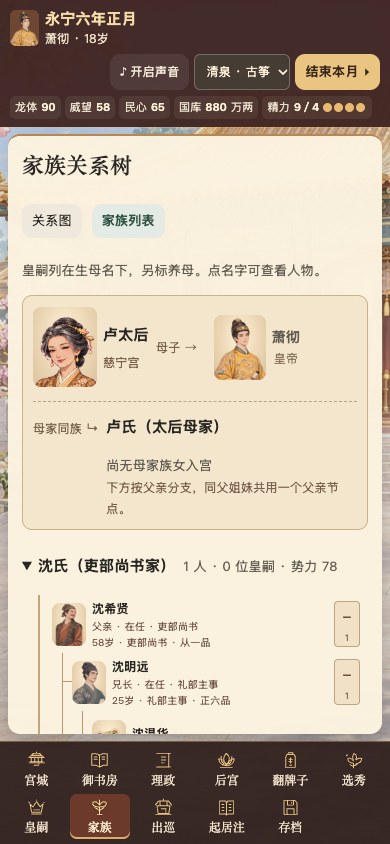 永宁六年正月
萧彻 · 18岁
♪ 开启声音
清泉 · 古筝
结束本月 ›
龙体 90
威望 58
民心 65
国库 880 万两
精力 9 / 4
家族关系树
关系图
家族列表
皇嗣列在生母名下，另标养母。点名字可查看人物。
卢太后
慈宁宫
母子 →
萧彻
皇帝
母家同族 ↳ 卢氏（太后母家）
尚无母家族女入宫
下方按父亲分支，同父姐妹共用一个父亲节
点。
▼ 沈氏（吏部尚书家） 1 人 · 0 位皇嗣 · 势力 78
沈希贤
父亲 · 在任 · 吏部尚书
58岁 · 吏部尚书 · 从一品
−
1
沈明远
兄长 · 在任 · 礼部主事
25岁 · 礼部主事 · 正六品
−
1
宫城
御书房
理政
后宫
翻牌子
选秀
皇嗣
家族
出巡
起居注
存档